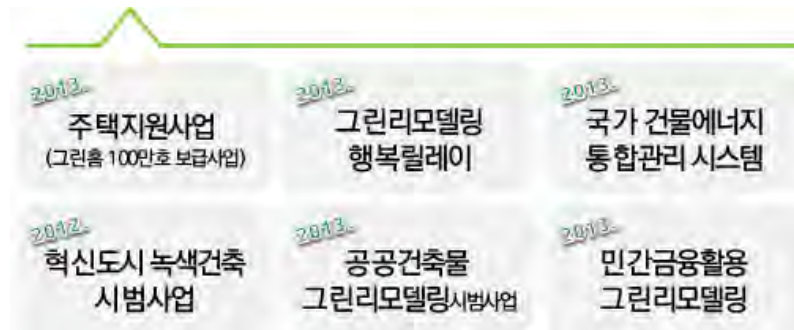 2013.
주택지원사업
(그린홈 100만호 보급사업)
2013.
그린리모델링
행복릴레이
2013.
국가 건물에너지
통합관리 시스템
2012.
혁신도시 녹색건축
시범사업
2013.
공공건축물
그린리모델링시범사업
2013.
민간금융활용
그린리모델링